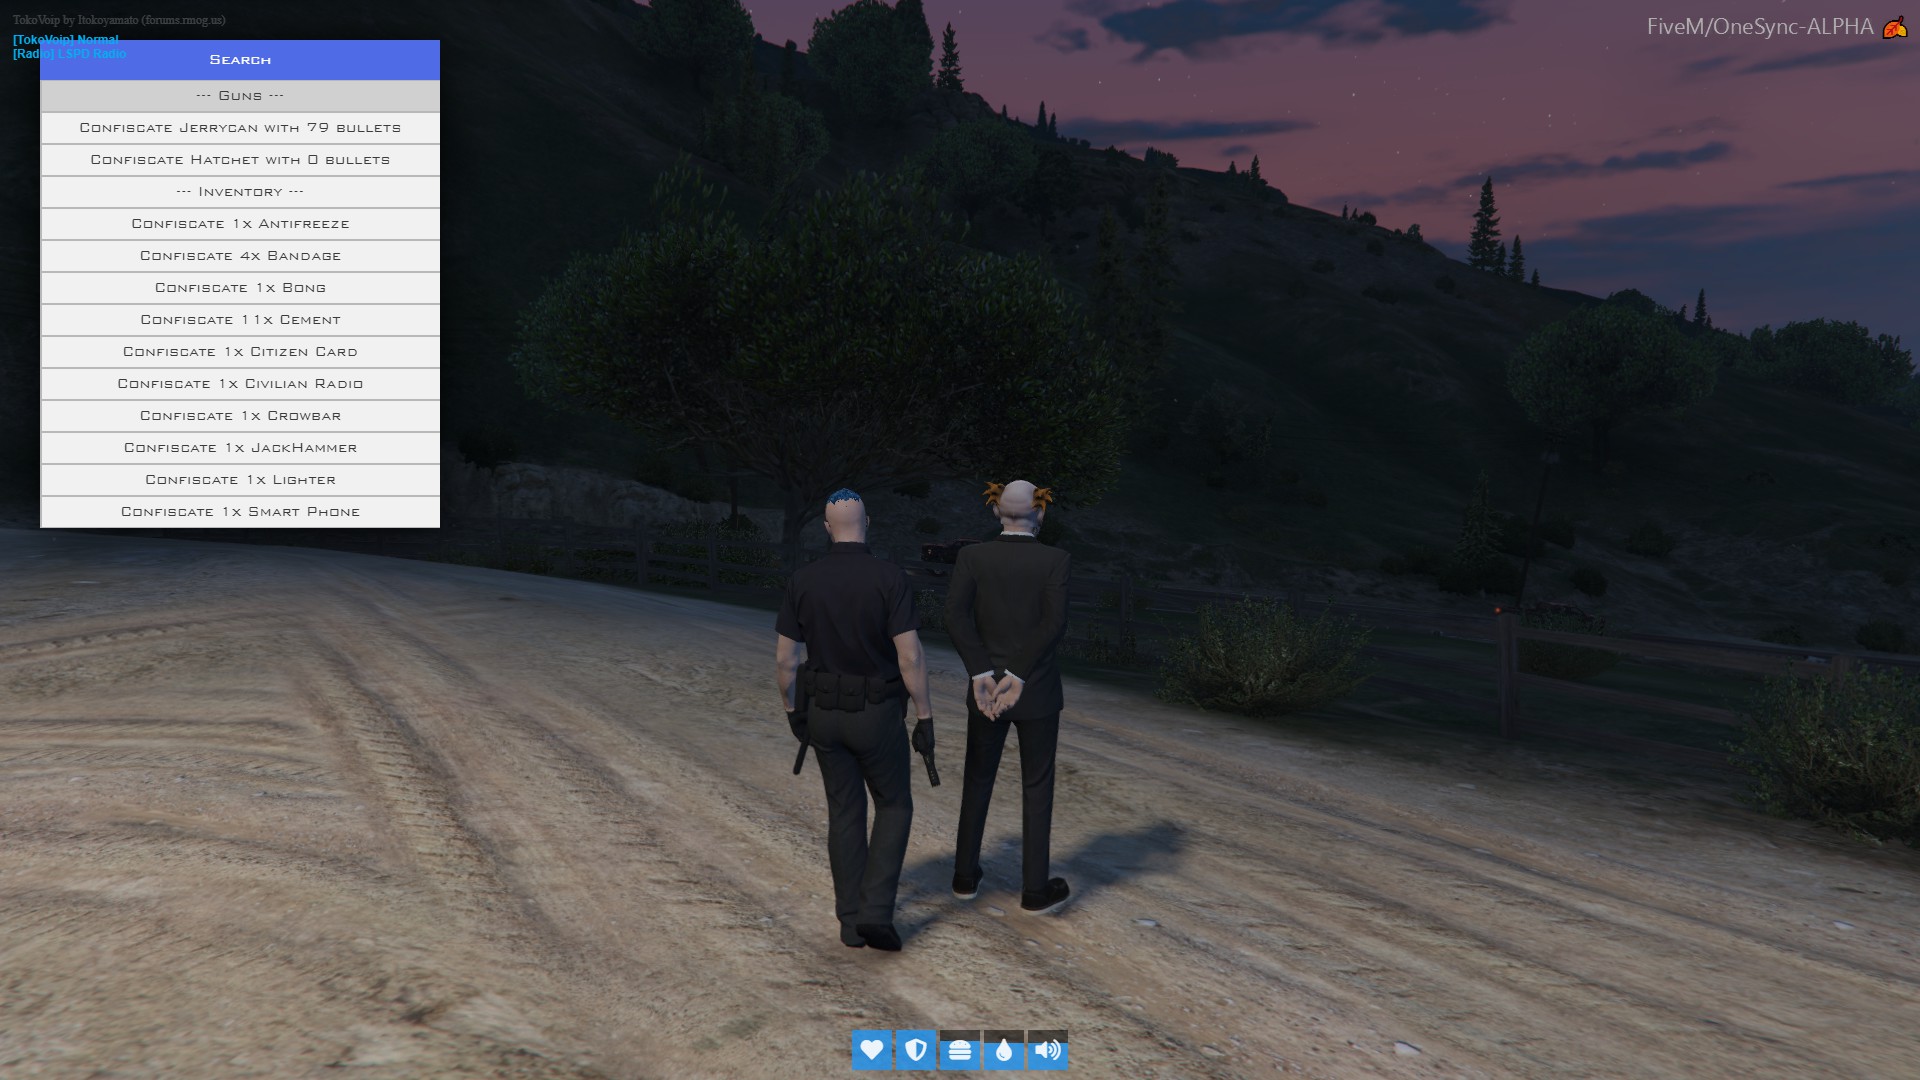 TokoVoip by Itokoyamato (forums.rmog.us)
[TokoVoip] Normal
[Radio] LSPD Radio
FiveM/OneSync-ALPHA
Search
--- Guns ---
Confiscate Jerrycan with 79 bullets
Confiscate Hatchet with 0 bullets
--- Inventory ---
Confiscate 1x Antifreeze
Confiscate 4x Bandage
Confiscate 1x Bong
Confiscate 11x Cement
Confiscate 1x Citizen Card
Confiscate 1x Civilian Radio
Confiscate 1x Crowbar
Confiscate 1x JackHammer
Confiscate 1x Lighter
Confiscate 1x Smart Phone